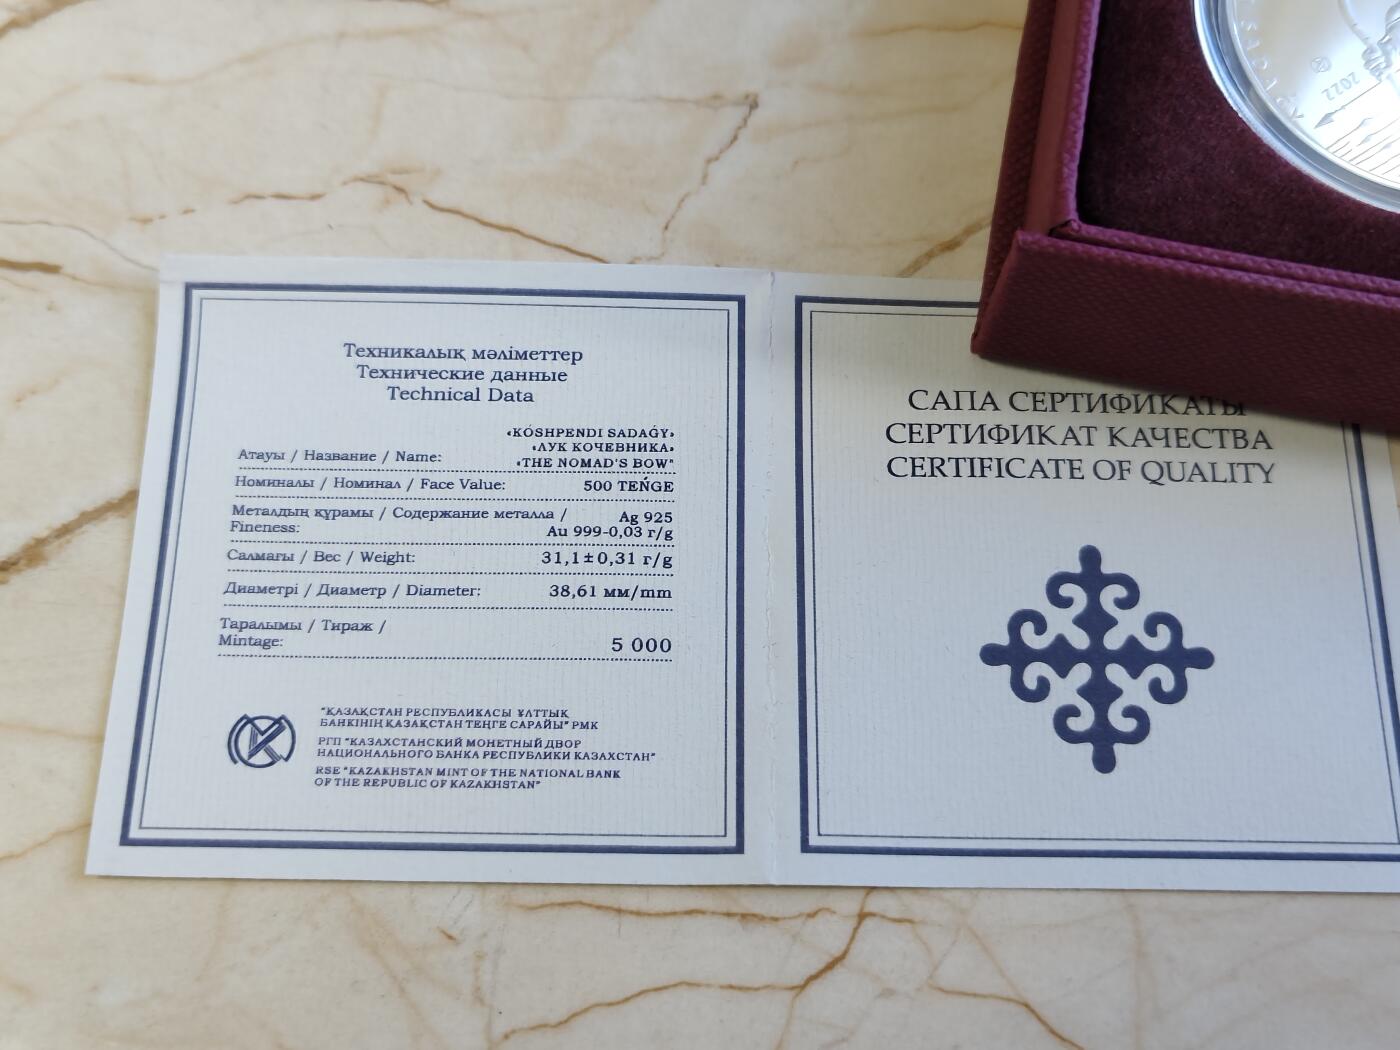 Техникалық мәліметтер
Технические данные
Technical Data
Атауы / Название / Name:
«KÓSHPENDI SADAǴY»
«ЛУК КОЧЕВНИКА»
"THE NOMAD'S BOW"
Номиналы / Номинал / Face Value: 500 TEŃGE
Металдың құрамы / Содержание металла /
Fineness:
Ag 925
Au 999-0,03 г/g
Салмағы / Вес / Weight: 31,1±0,31 г/g
Диаметрі / Диаметр / Diameter: 38,61 мм/mm
Таралымы / Тираж /
Mintage: 5 000
"ҚАЗАҚСТАН РЕСПУБЛИКАСЫ ҰЛТТЫҚ
БАНКІНІҢ ҚАЗАҚСТАН ТЕҢГЕ САРАЙЫ" РМК
РГП "КАЗАХСТАНСКИЙ МОНЕТНЫЙ ДВОР
НАЦИОНАЛЬНОГО БАНКА РЕСПУБЛИКИ КАЗАХСТАН"
RSE "KAZAKHSTAN MINT OF THE NATIONAL BANK
OF THE REPUBLIC OF KAZAKHSTAN"
САПА СЕРТИФИКАТЫ
СЕРТИФИКАТ КАЧЕСТВА
CERTIFICATE OF QUALITY
2022